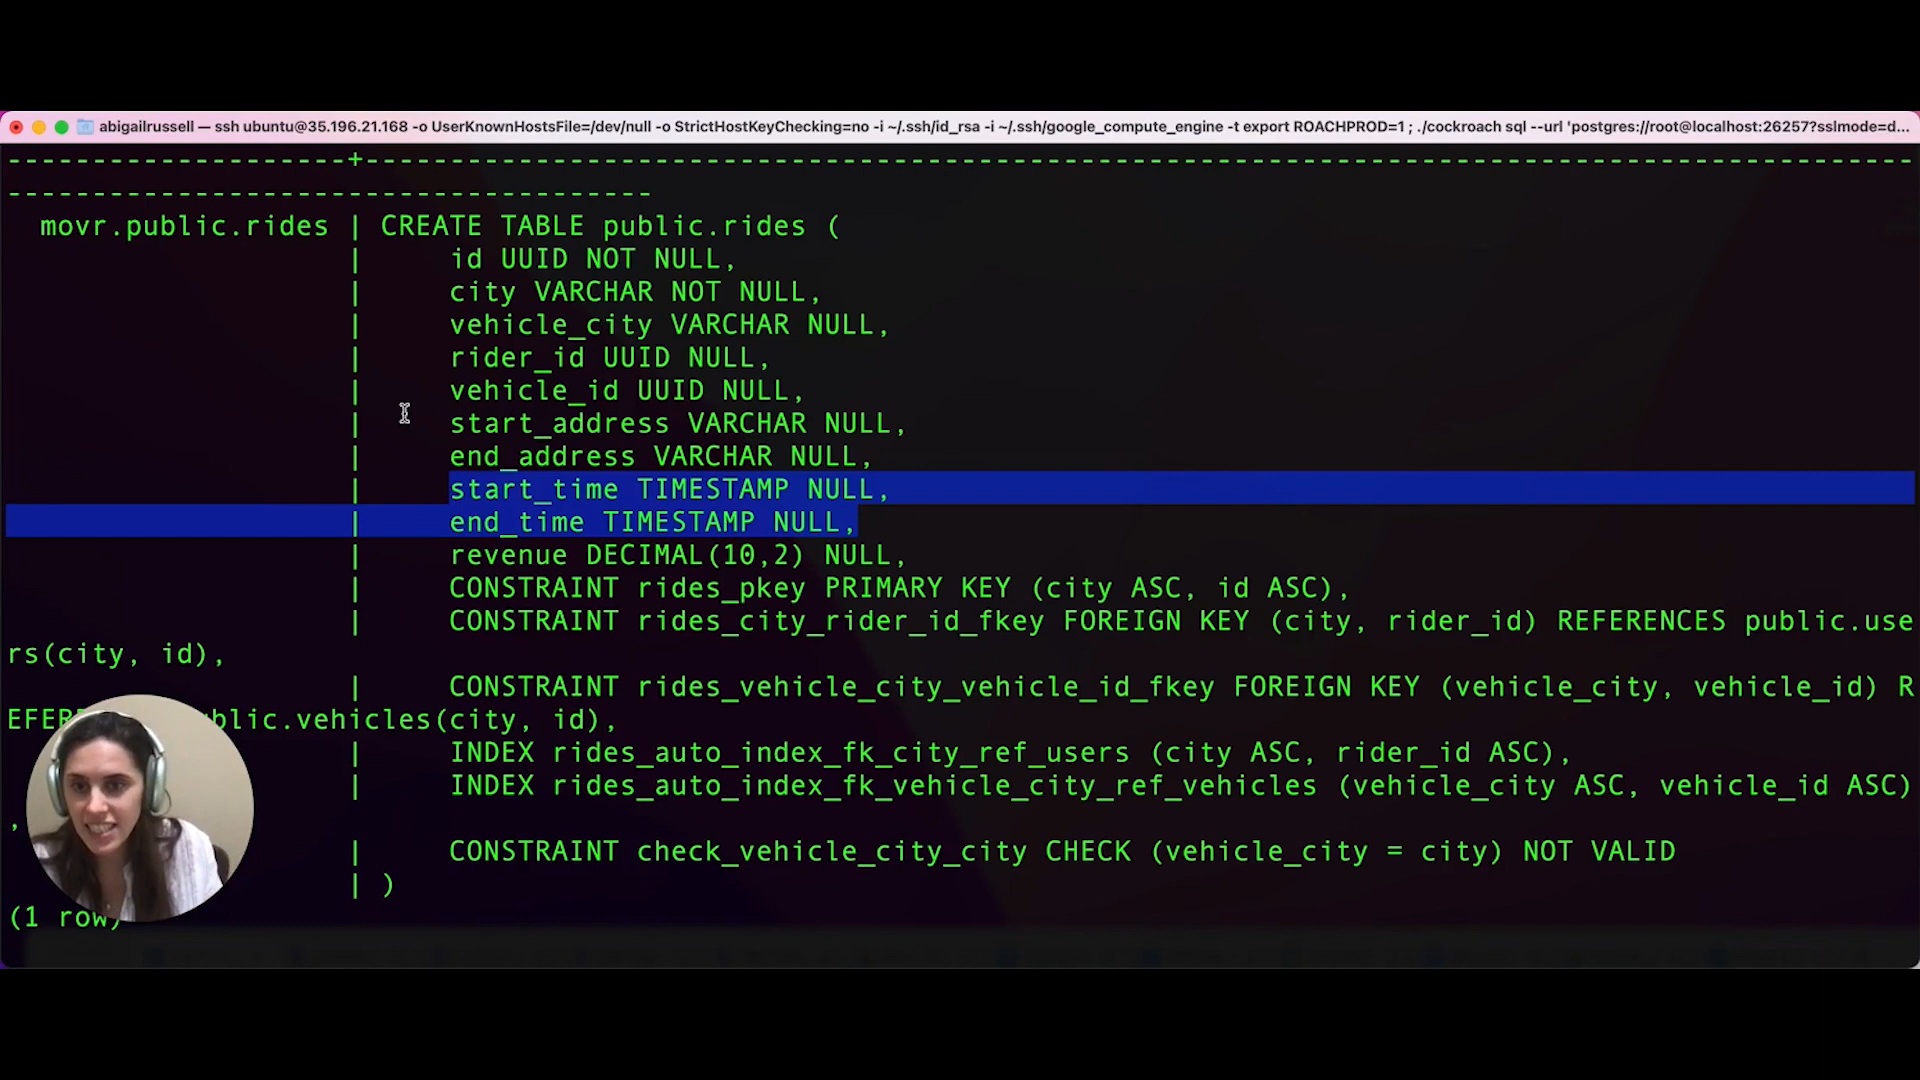 abigailrussell — ssh ubuntu@35.196.21.168 -o UserKnownHostsFile=/dev/null -o StrictHostKeyChecking=no -i ~/.ssh/id_rsa -i ~/.ssh/google_compute_engine -t export ROACHPROD=1 ; ./cockroach sql --url 'postgres://root@localhost:26257?sslmode=d...
--------------------+-------------------------------------------------------------------------------------------
--------------------------------------
movr.public.rides | CREATE TABLE public.rides (
| id UUID NOT NULL,
| city VARCHAR NOT NULL,
| vehicle_city VARCHAR NULL,
| rider_id UUID NULL,
| vehicle_id UUID NULL,
| start_address VARCHAR NULL,
| end_address VARCHAR NULL,
| start_time TIMESTAMP NULL,
| end_time TIMESTAMP NULL,
| revenue DECIMAL(10,2) NULL,
| CONSTRAINT rides_pkey PRIMARY KEY (city ASC, id ASC),
| CONSTRAINT rides_city_rider_id_fkey FOREIGN KEY (city, rider_id) REFERENCES public.use
rs(city, id),
| CONSTRAINT rides_vehicle_city_vehicle_id_fkey FOREIGN KEY (vehicle_city, vehicle_id) R
EFER blic.vehicles(city, id),
| INDEX rides_auto_index_fk_city_ref_users (city ASC, rider_id ASC),
| INDEX rides_auto_index_fk_vehicle_city_ref_vehicles (vehicle_city ASC, vehicle_id ASC)
,
| CONSTRAINT check_vehicle_city_city CHECK (vehicle_city = city) NOT VALID
| )
(1 row)